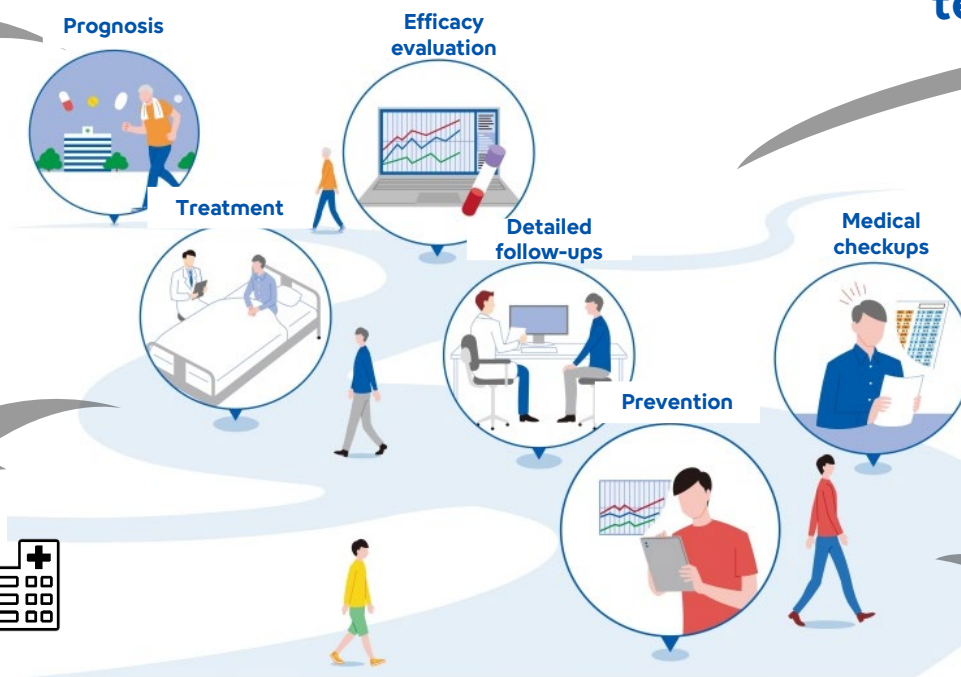 Prognosis
Efficacy
evaluation
Treatment
Detailed
follow-ups
Medical
checkups
Prevention